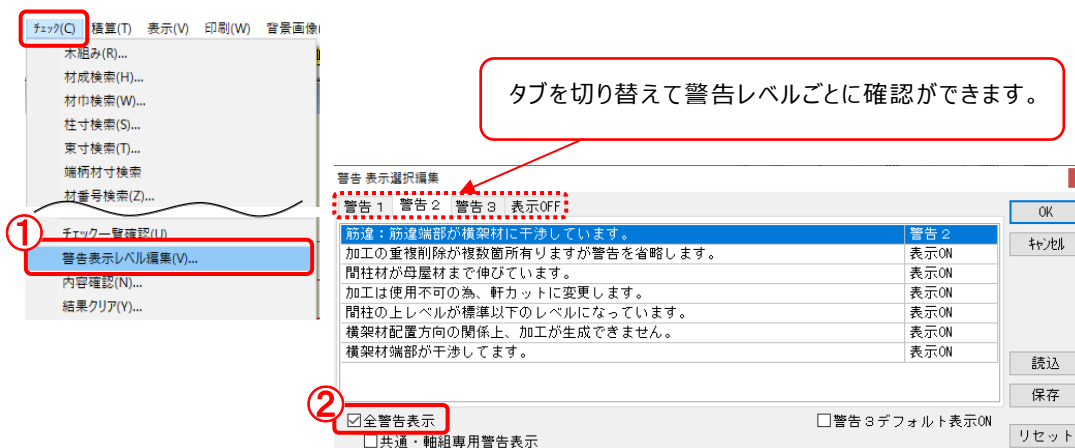 チェック(C) 積算(T) 表示(V) 印刷(W) 背景画像(
木組み(R)...
材成検索(H)...
材巾検索(W)...
柱寸検索(S)...
束寸検索(T)...
端柄材寸検索
材番号検索(Z)...
①
チェック一覧確認(U)
警告表示レベル編集(V)...
内容確認(N)...
結果クリア(Y)...
タブを切り替えて警告レベルごとに確認ができます。
警告 表示選択編集
警告1 警告2 警告3 表示OFF
筋違:筋違端部が横架材に干渉しています。 警告2
加工の重複削除が複数箇所有りますが警告を省略します。 表示ON
間柱材が母屋材まで伸びています。 表示ON
加工は使用不可の為、軒カットに変更します。 表示ON
間柱の上レベルが標準以下のレベルになっています。 表示ON
横架材配置方向の関係上、加工が生成できません。 表示ON
横架材端部が干渉してます。 表示ON
OK
キャンセル
読込
保存
リセット
②
全警告表示 警告3デフォルト表示ON
共通・軸組専用警告表示